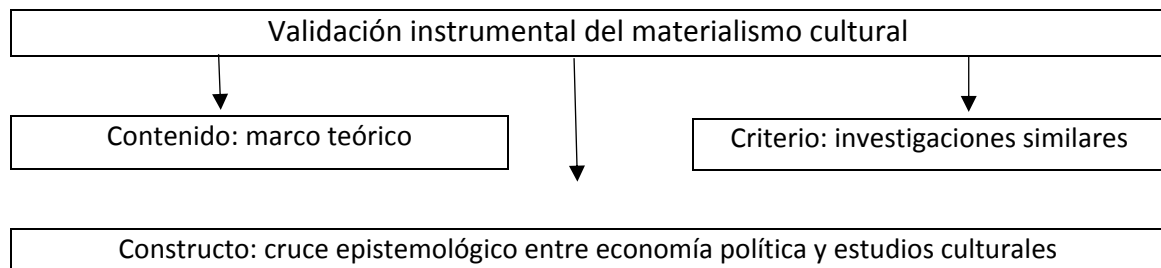 Validación instrumental del materialismo cultural
Contenido: marco teórico
Criterio: investigaciones similares
Constructo: cruce epistemológico entre economía política y estudios culturales